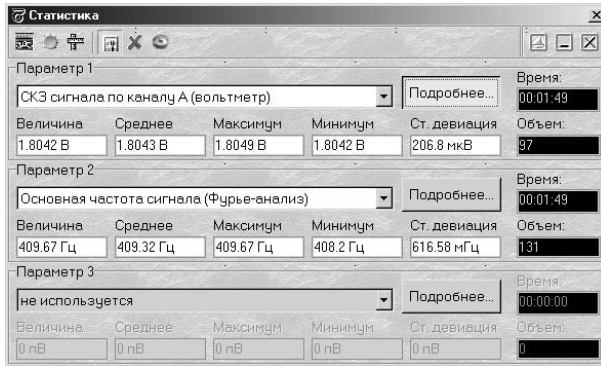 Статистика
Параметр 1
СКЗ сигнала по каналу А (вольтметр)
Подробнее...
Время:
00:01:49
Величина Среднее Максимум Минимум Ст. девиация Объем:
1.8042 В 1.8043 В 1.8049 В 1.8042 В 206.8 мкВ 97
Параметр 2
Основная частота сигнала (Фурье-анализ)
Подробнее...
Время:
00:01:49
Величина Среднее Максимум Минимум Ст. девиация Объем:
409.67 Гц 409.32 Гц 409.67 Гц 408.2 Гц 616.58 мГц 131
Параметр 3
не используется
Подробнее...
Время:
00:00:00
Величина Среднее Максимум Минимум Ст. девиация Объем:
0 пВ 0 пВ 0 пВ 0 пВ 0 пВ 0